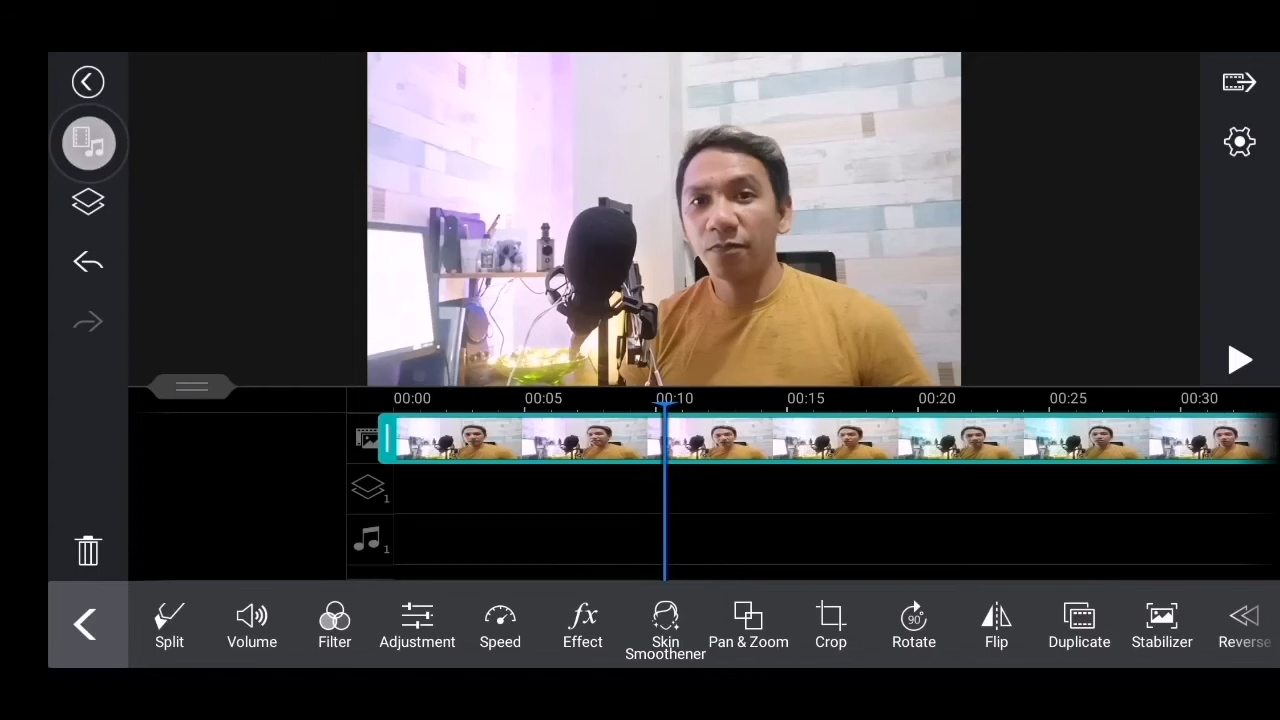 00:00 00:05 00:10 00:15 00:20 00:25 00:30
1
1
fx 90°
Split Volume Filter Adjustment Speed Effect Skin Smoothener Pan & Zoom Crop Rotate Flip Duplicate Stabilizer Reverse